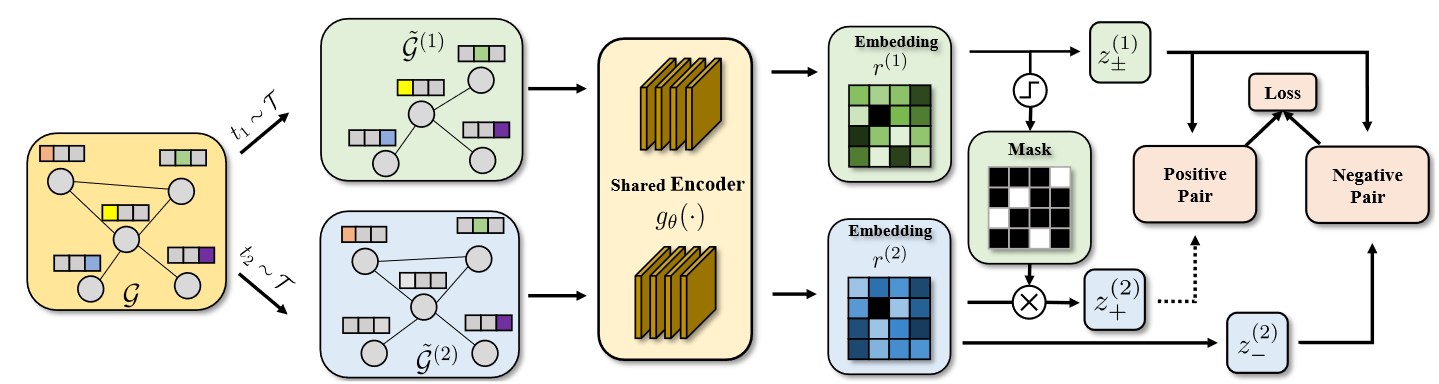 t₁ ~ 𝒯
𝒢
t₂ ~ 𝒯
𝒢̃⁽¹⁾
𝒢̃⁽²⁾
Shared Encoder
g_θ(·)
Embedding
r⁽¹⁾
Embedding
r⁽²⁾
Mask
z_±⁽¹⁾
z_+⁽²⁾
z_−⁽²⁾
Loss
Positive
Pair
Negative
Pair